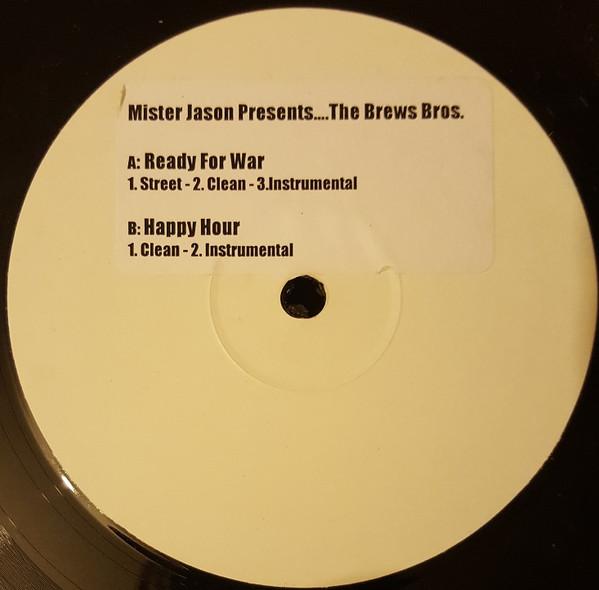 Mister Jason Presents....The Brews Bros.
A: Ready For War
1. Street - 2. Clean - 3.Instrumental
B: Happy Hour
1. Clean - 2. Instrumental